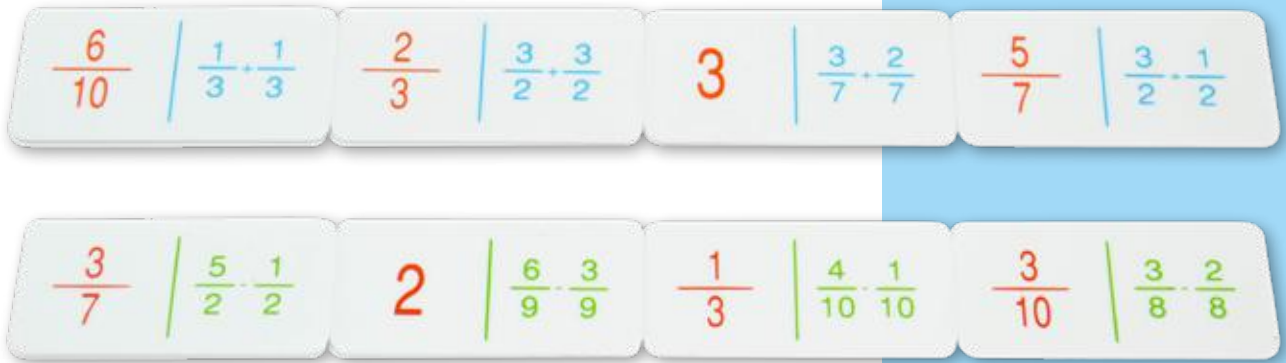 6/10 | 1/3 + 1/3 2/3 | 3/2 + 3/2 3 | 3/7 + 2/7 5/7 | 3/2 + 1/2
3/7 | 5/2 - 1/2 2 | 6/9 - 3/9 1/3 | 4/10 - 1/10 3/10 | 3/8 - 2/8